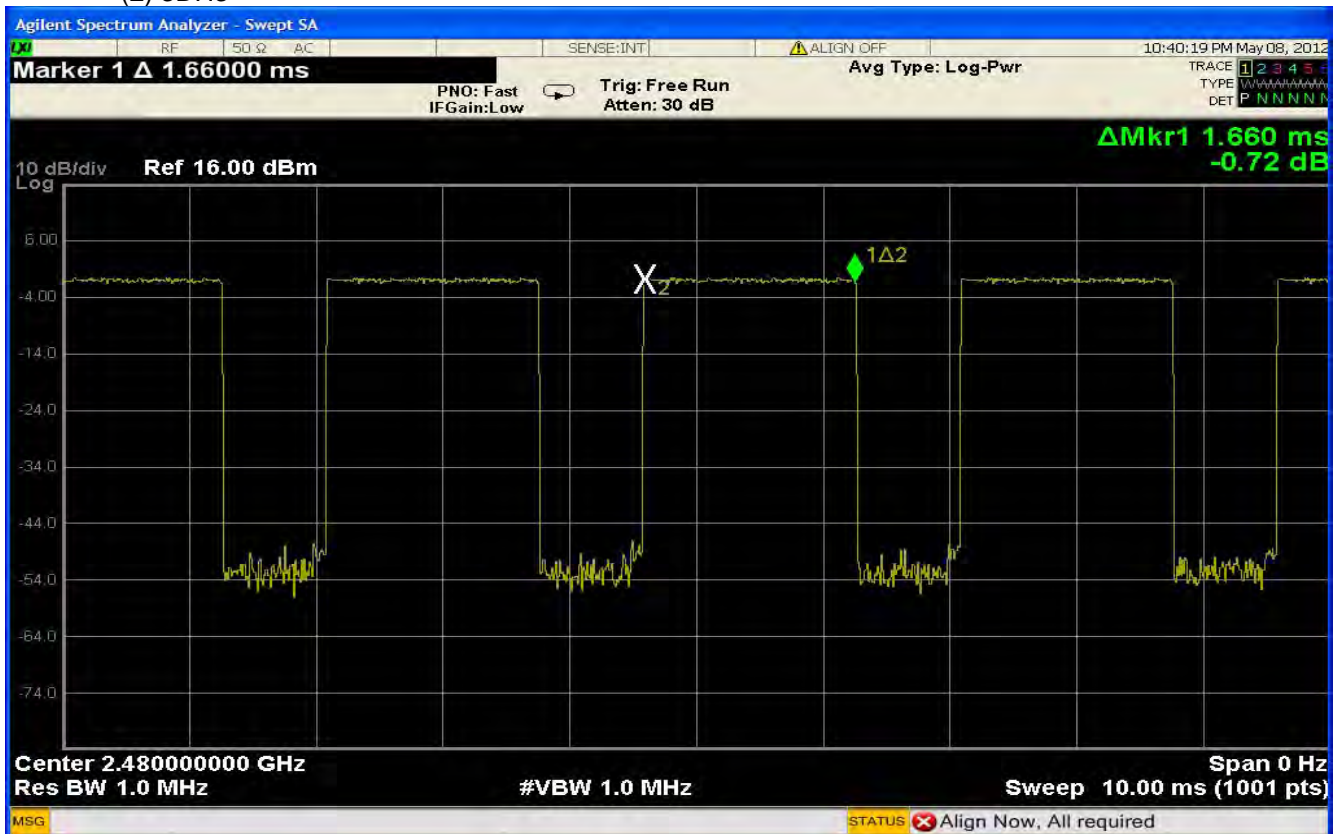 Agilent Spectrum Analyzer - Swept SA
LXI RF 50 Ω AC SENSE:INT ALIGN OFF 10:40:19 PM May 08, 2012
Marker 1 Δ 1.66000 ms
PNO: Fast
IFGain:Low
Trig: Free Run
Atten: 30 dB
Avg Type: Log-Pwr
TRACE 1 2 3 4 5 6
TYPE
DET P N N N N N
ΔMkr1 1.660 ms
-0.72 dB
10 dB/div Ref 16.00 dBm
Log
6.00
1Δ2
X2
-4.00
-14.0
-24.0
-34.0
-44.0
-54.0
-64.0
-74.0
Center 2.480000000 GHz Span 0 Hz
Res BW 1.0 MHz #VBW 1.0 MHz Sweep 10.00 ms (1001 pts)
MSG STATUS Align Now, All required